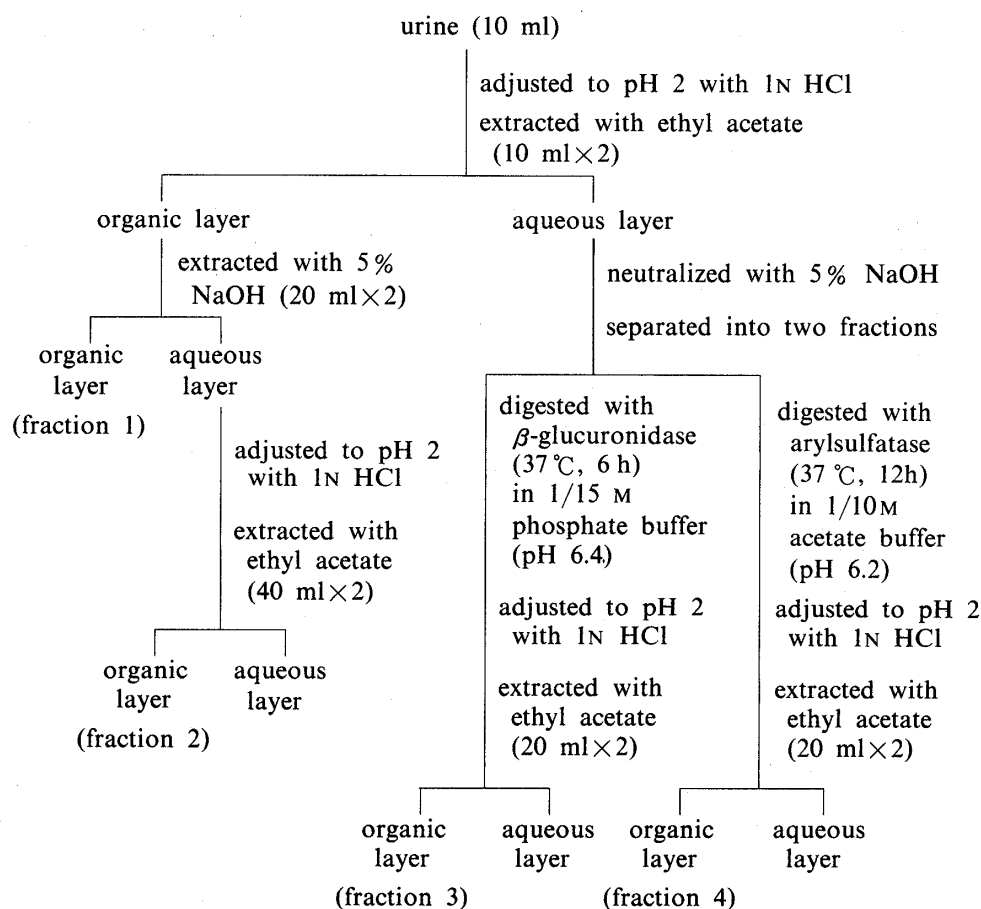 urine (10 ml)
adjusted to pH 2 with 1N HCl
extracted with ethyl acetate
(10 ml×2)
organic layer
aqueous layer
extracted with 5%
NaOH (20 ml×2)
neutralized with 5% NaOH
separated into two fractions
organic
layer
(fraction 1)
aqueous
layer
adjusted to pH 2
with 1N HCl
extracted with
ethyl acetate
(40 ml×2)
organic
layer
(fraction 2)
aqueous
layer
digested with
β-glucuronidase
(37℃, 6 h)
in 1/15 M
phosphate buffer
(pH 6.4)
adjusted to pH 2
with 1N HCl
extracted with
ethyl acetate
(20 ml×2)
digested with
arylsulfatase
(37 ℃, 12h)
in 1/10M
acetate buffer
(pH 6.2)
adjusted to pH 2
with 1N HCl
extracted with
ethyl acetate
(20 ml×2)
organic
layer
(fraction 3)
aqueous
layer
organic
layer
(fraction 4)
aqueous
layer